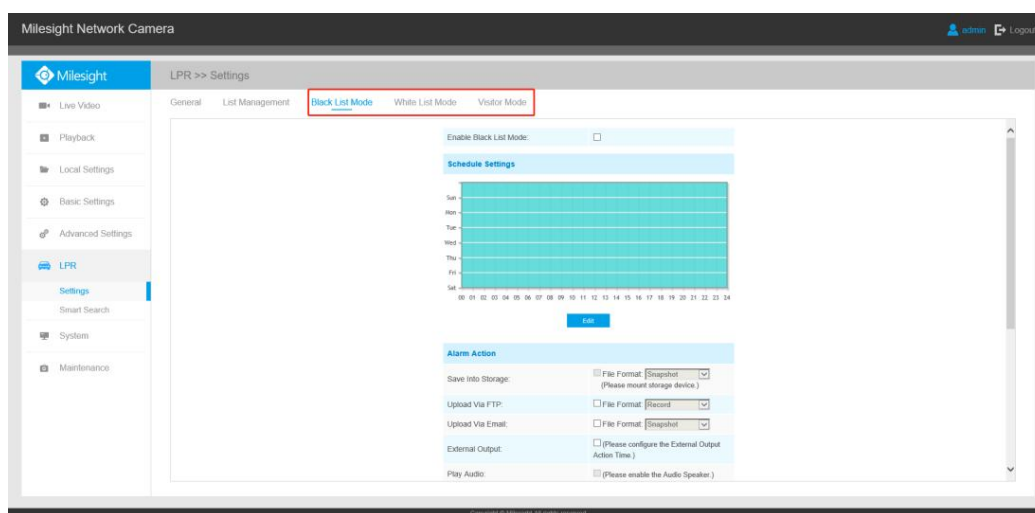 Milesight Network Camera
admin Logout
Milesight
LPR >> Settings
Live Video
General List Management Black List Mode White List Mode Visitor Mode
Playback
Enable Black List Mode:
Local Settings
Schedule Settings
Basic Settings
Sun
Mon
Tue
Advanced Settings
Wed
Thu
LPR
Fri
Settings
Sat
00 01 02 03 04 05 06 07 08 09 10 11 12 13 14 15 16 17 18 19 20 21 22 23 24
Smart Search
Edit
System
Alarm Action
Maintenance
Save Into Storage: File Format: Snapshot
(Please mount storage device.)
Upload Via FTP: File Format: Record
Upload Via Email: File Format: Snapshot
External Output: (Please configure the External Output
Action Time.)
Play Audio: (Please enable the Audio Speaker.)